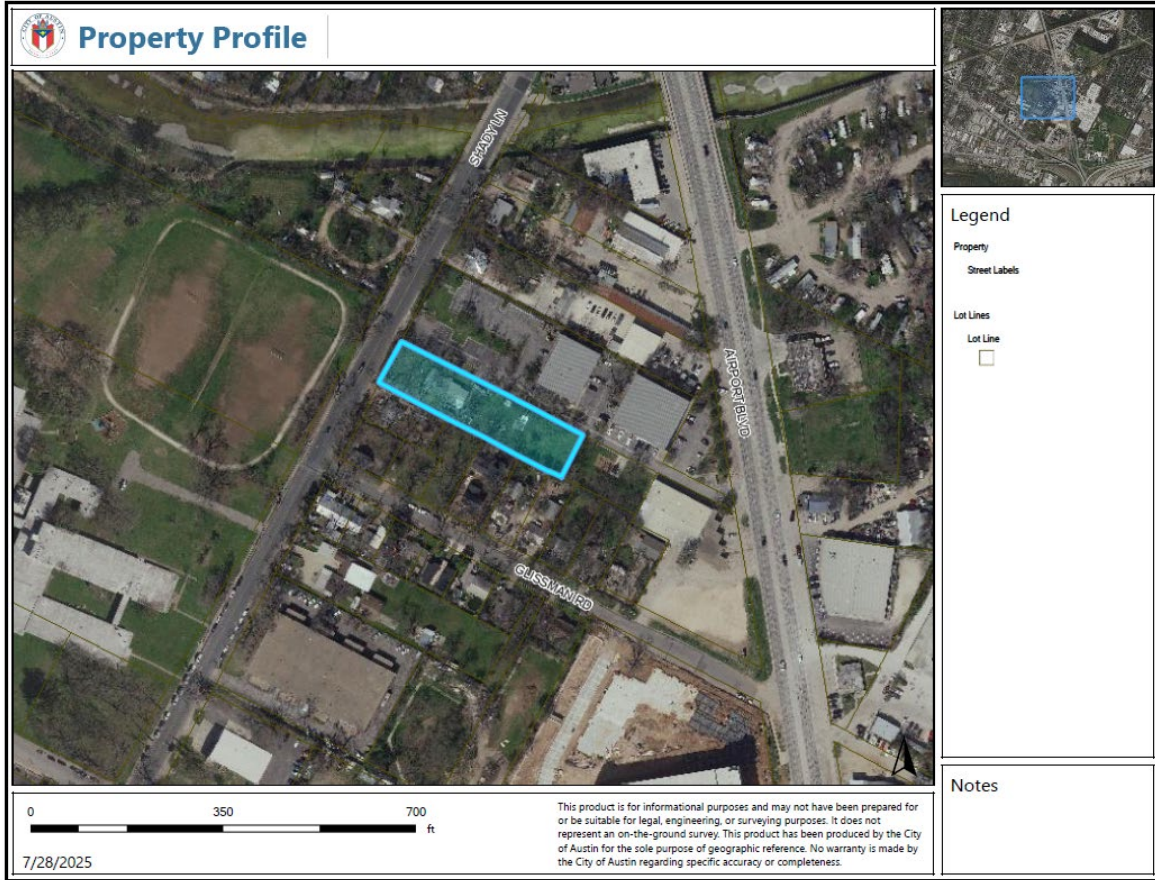 CITY OF AUSTIN
Property Profile
SHADY LN
AIRPORT BLVD
GLISSMAN RD
Legend
Property
Street Labels
Lot Lines
Lot Line
Notes
0 350 700
ft
7/28/2025
This product is for informational purposes and may not have been prepared for
or be suitable for legal, engineering, or surveying purposes. It does not
represent an on-the-ground survey. This product has been produced by the City
of Austin for the sole purpose of geographic reference. No warranty is made by
the City of Austin regarding specific accuracy or completeness.